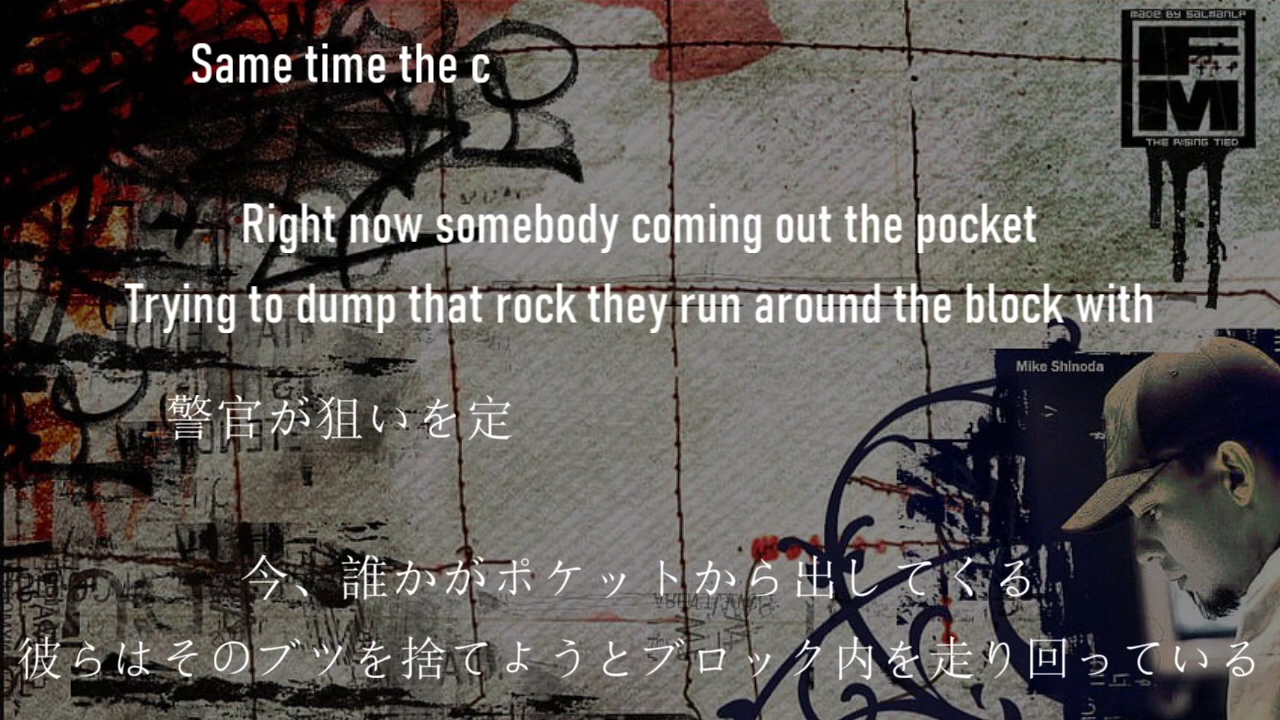 MADE BY SALMANLP
FM
THE RISING TIED
Same time the c
Right now somebody coming out the pocket
Trying to dump that rock they run around the block with
Mike Shinoda
警官が狙いを定
今、誰かがポケットから出してくる
彼らはそのブツを捨てようとブロック内を走り回っている